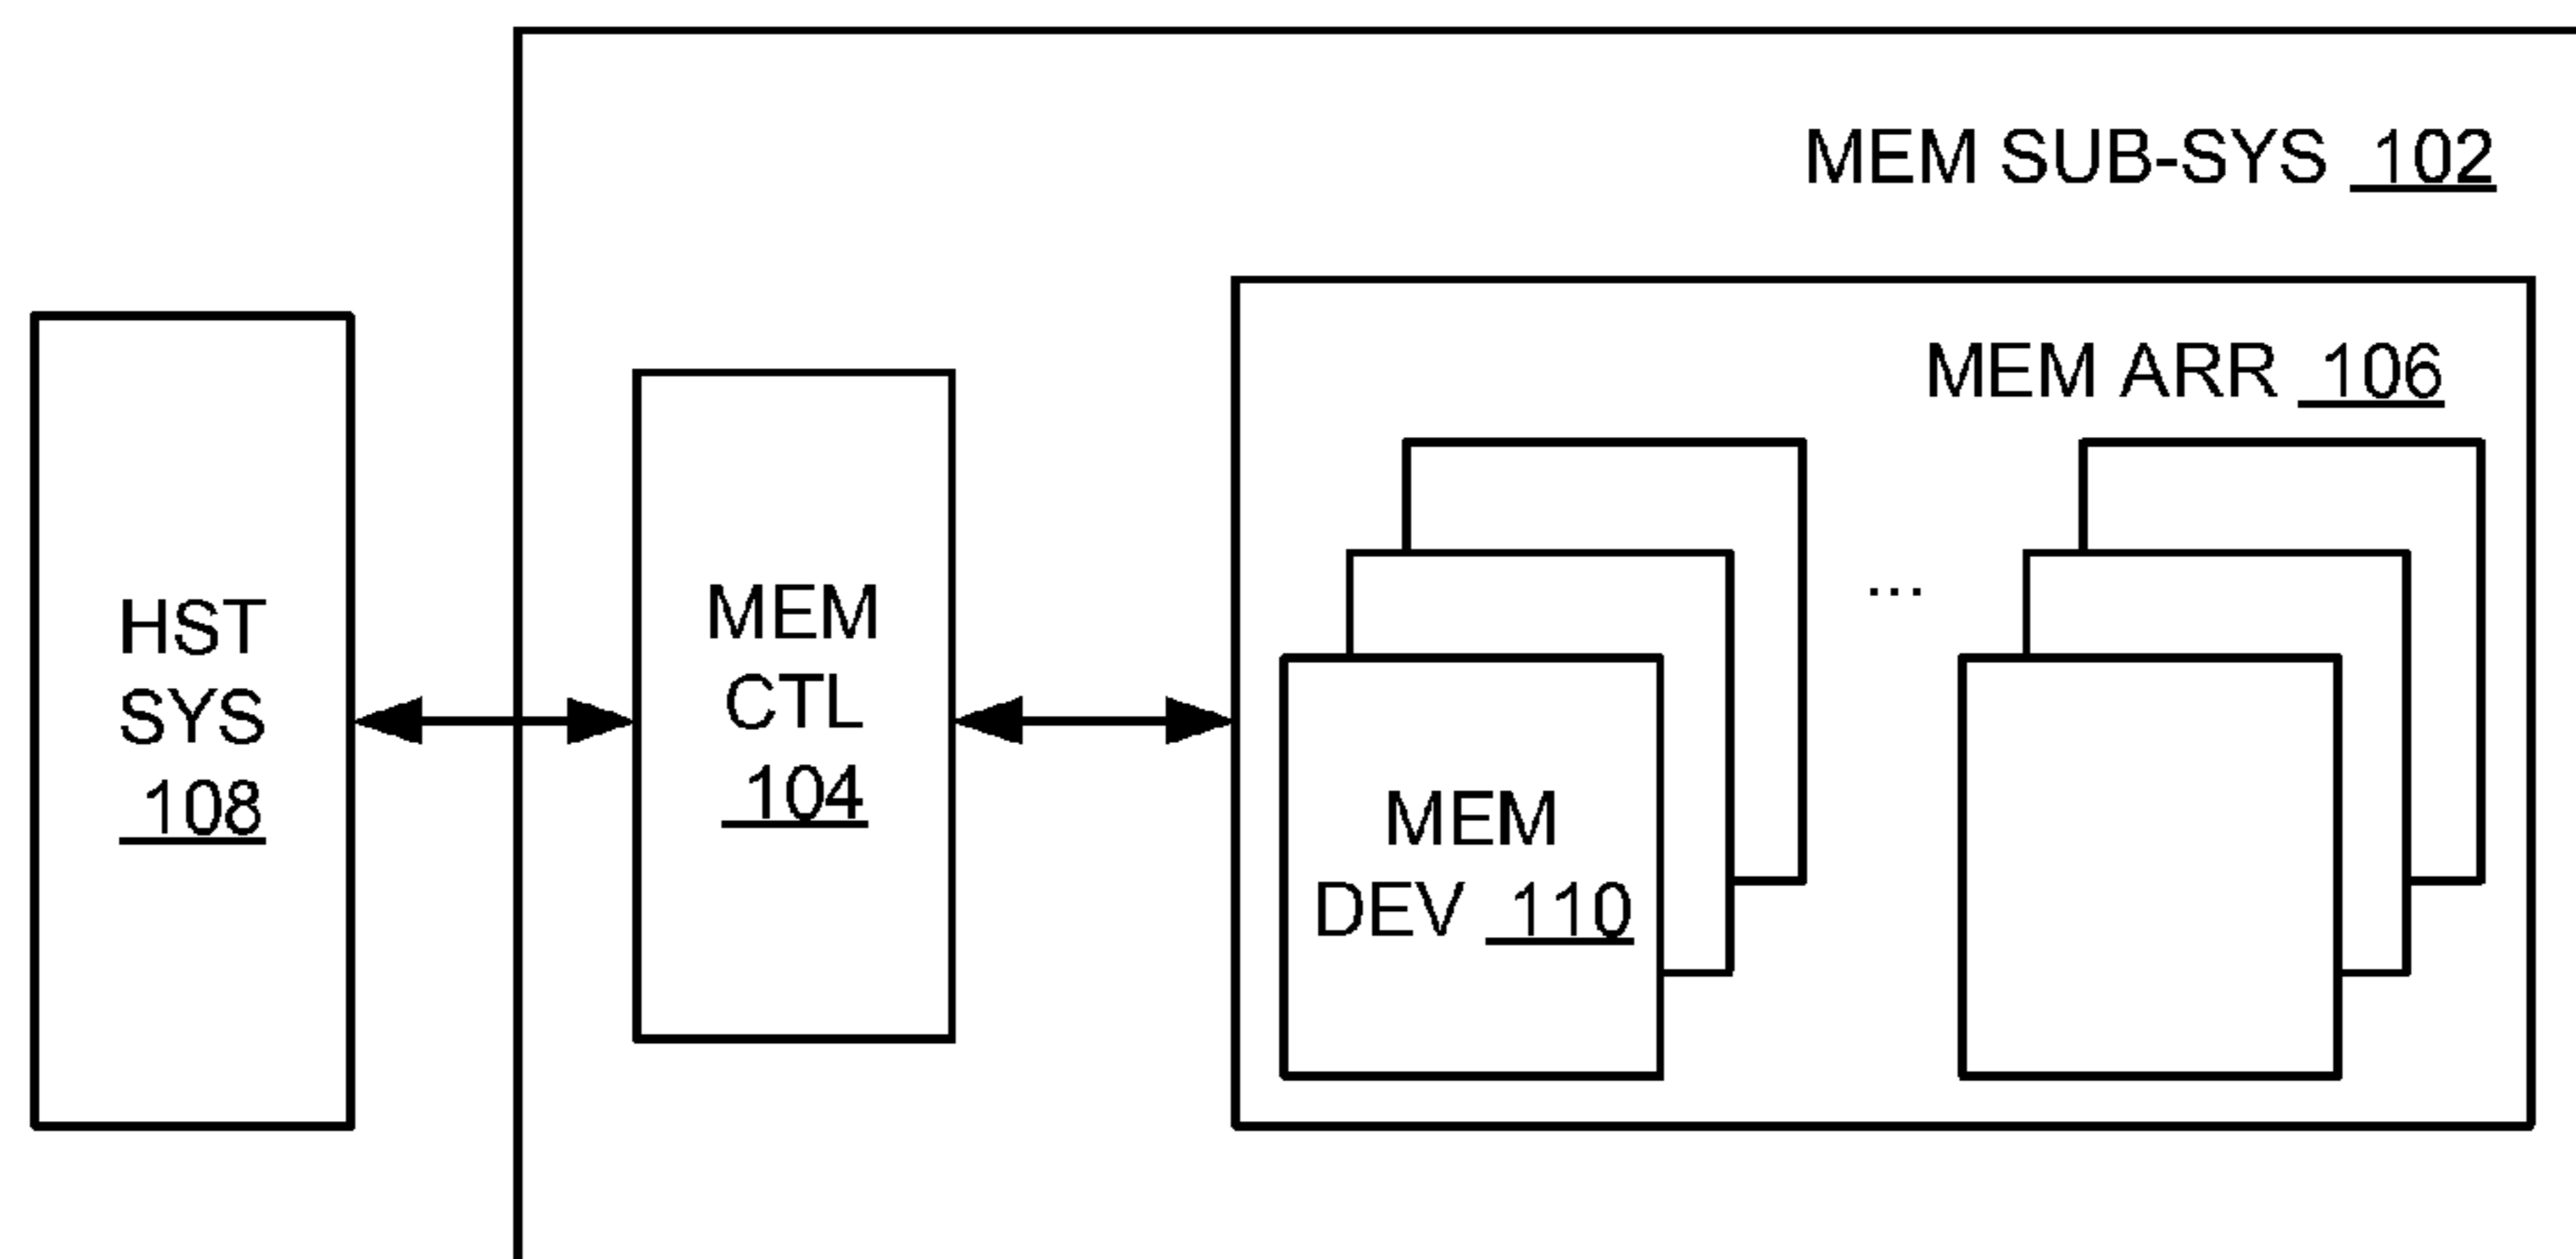 MEM SUB-SYS 102
MEM ARR 106
HST
SYS
108
MEM
CTL
104
...
MEM
DEV 110